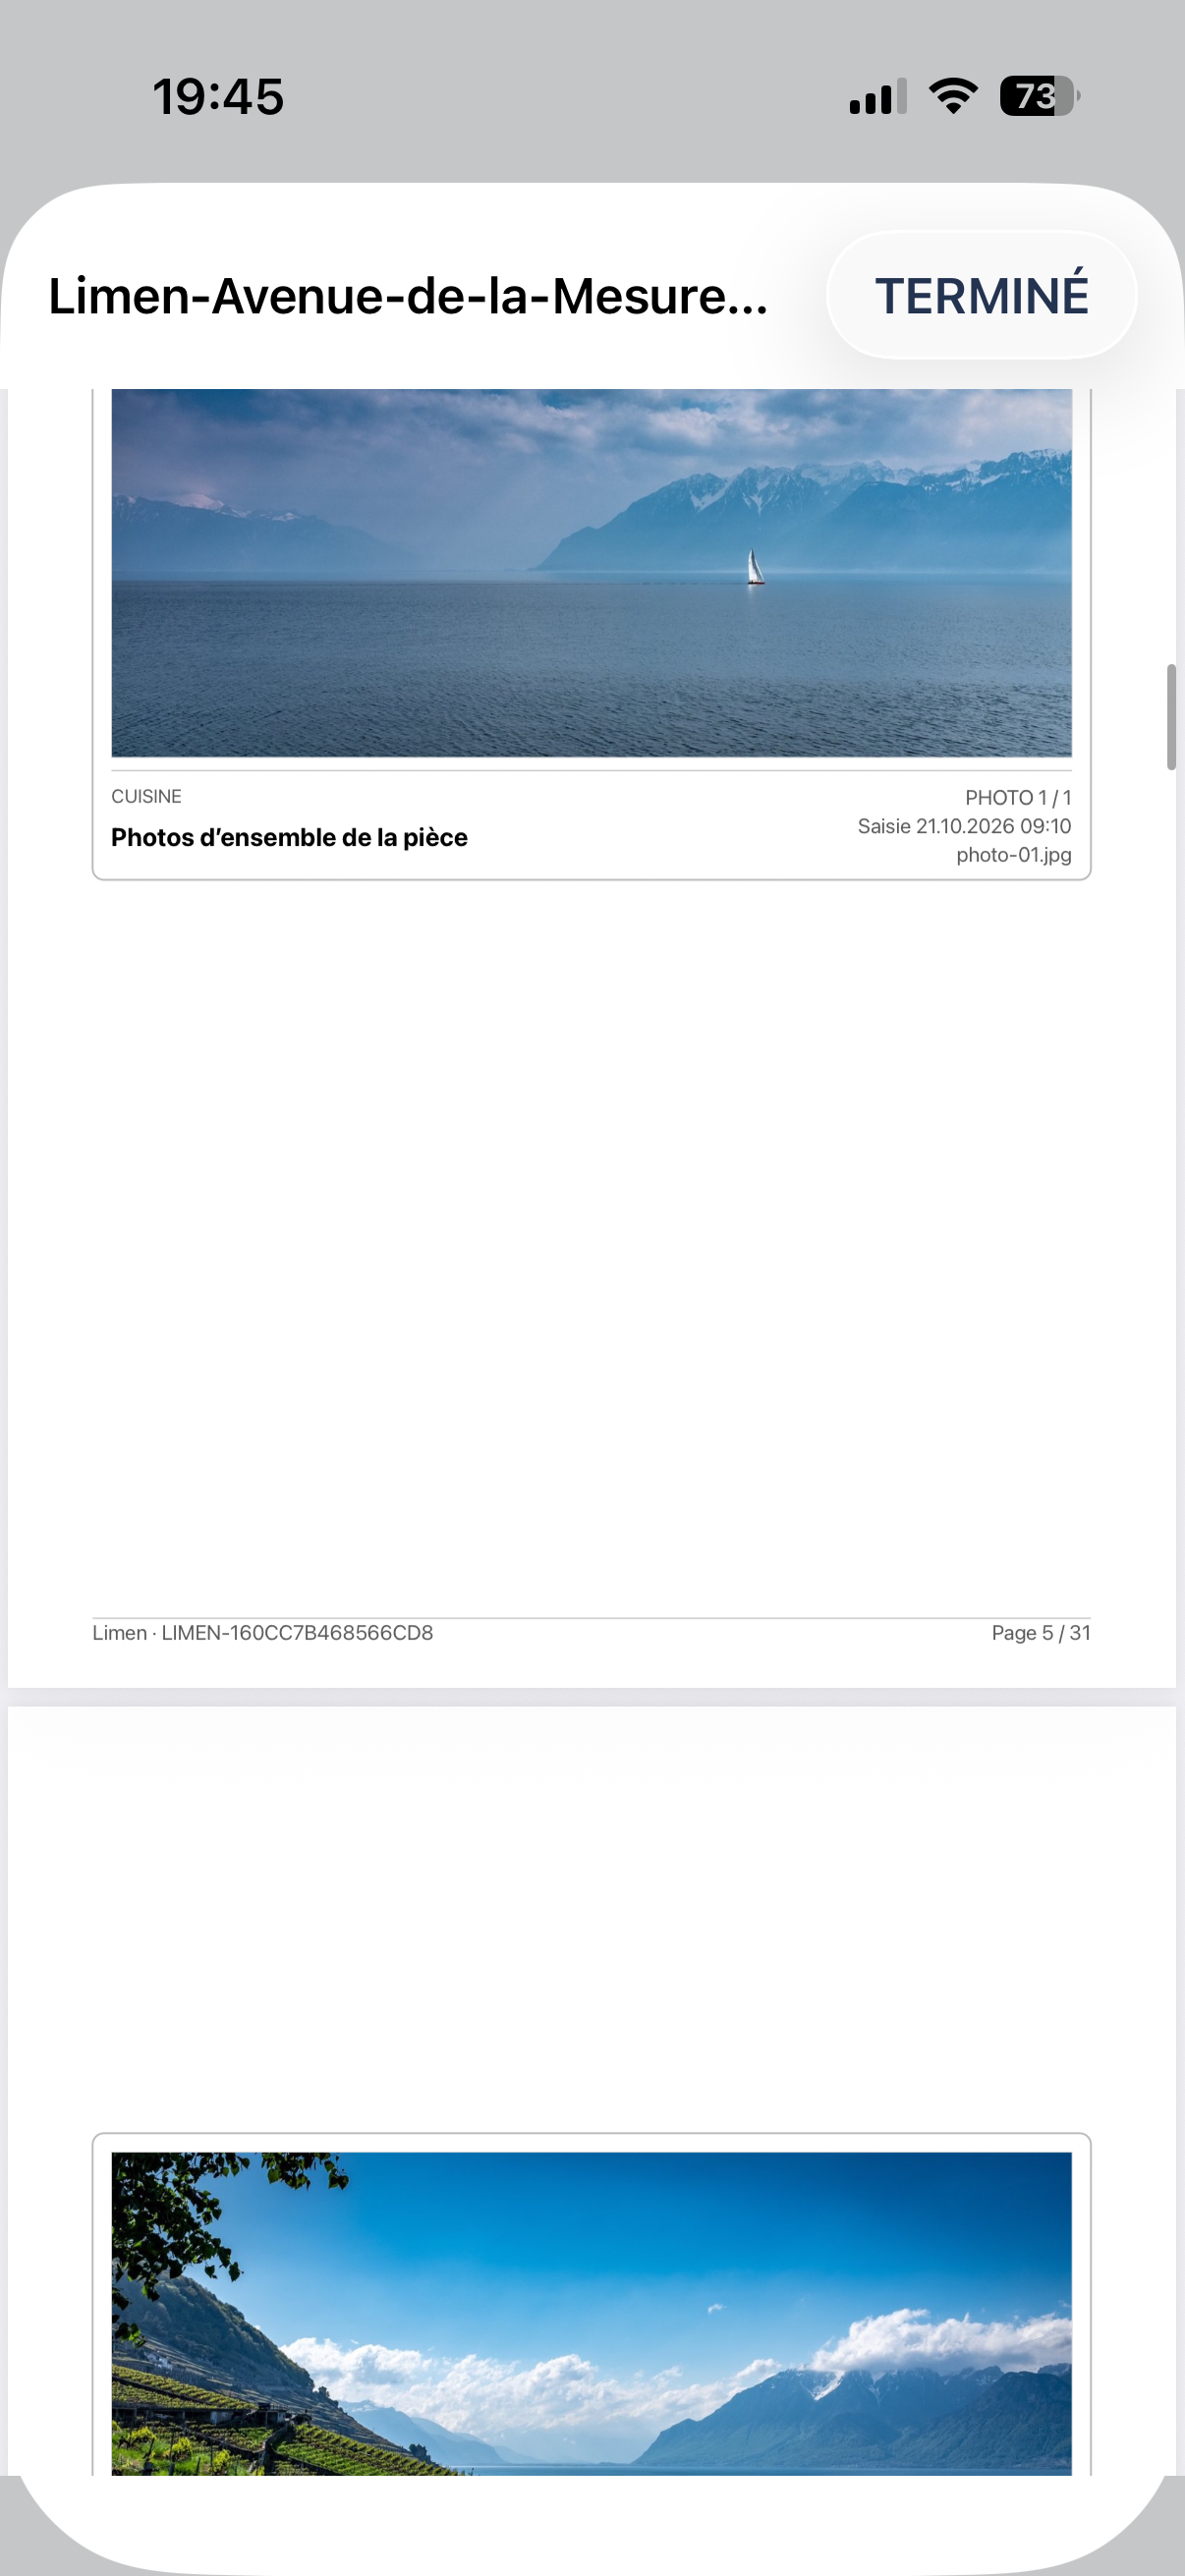 19:45
73
Limen-Avenue-de-la-Mesure...
TERMINÉ
CUISINE
Photos d’ensemble de la pièce
PHOTO 1 / 1
Saisie 21.10.2026 09:10
photo-01.jpg
Limen · LIMEN-160CC7B468566CD8
Page 5 / 31